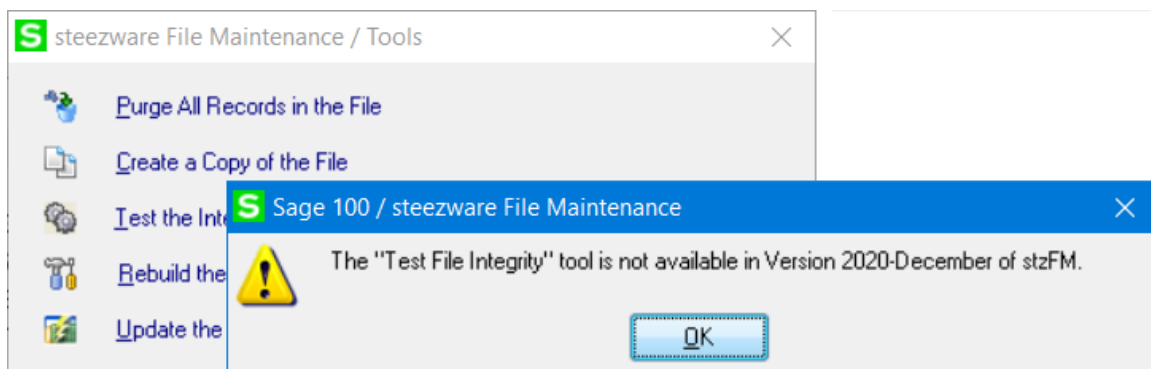 S steezware File Maintenance / Tools
Purge All Records in the File
Create a Copy of the File
Test the Inte
S Sage 100 / steezware File Maintenance
Rebuild the
The "Test File Integrity" tool is not available in Version 2020-December of stzFM.
Update the
OK